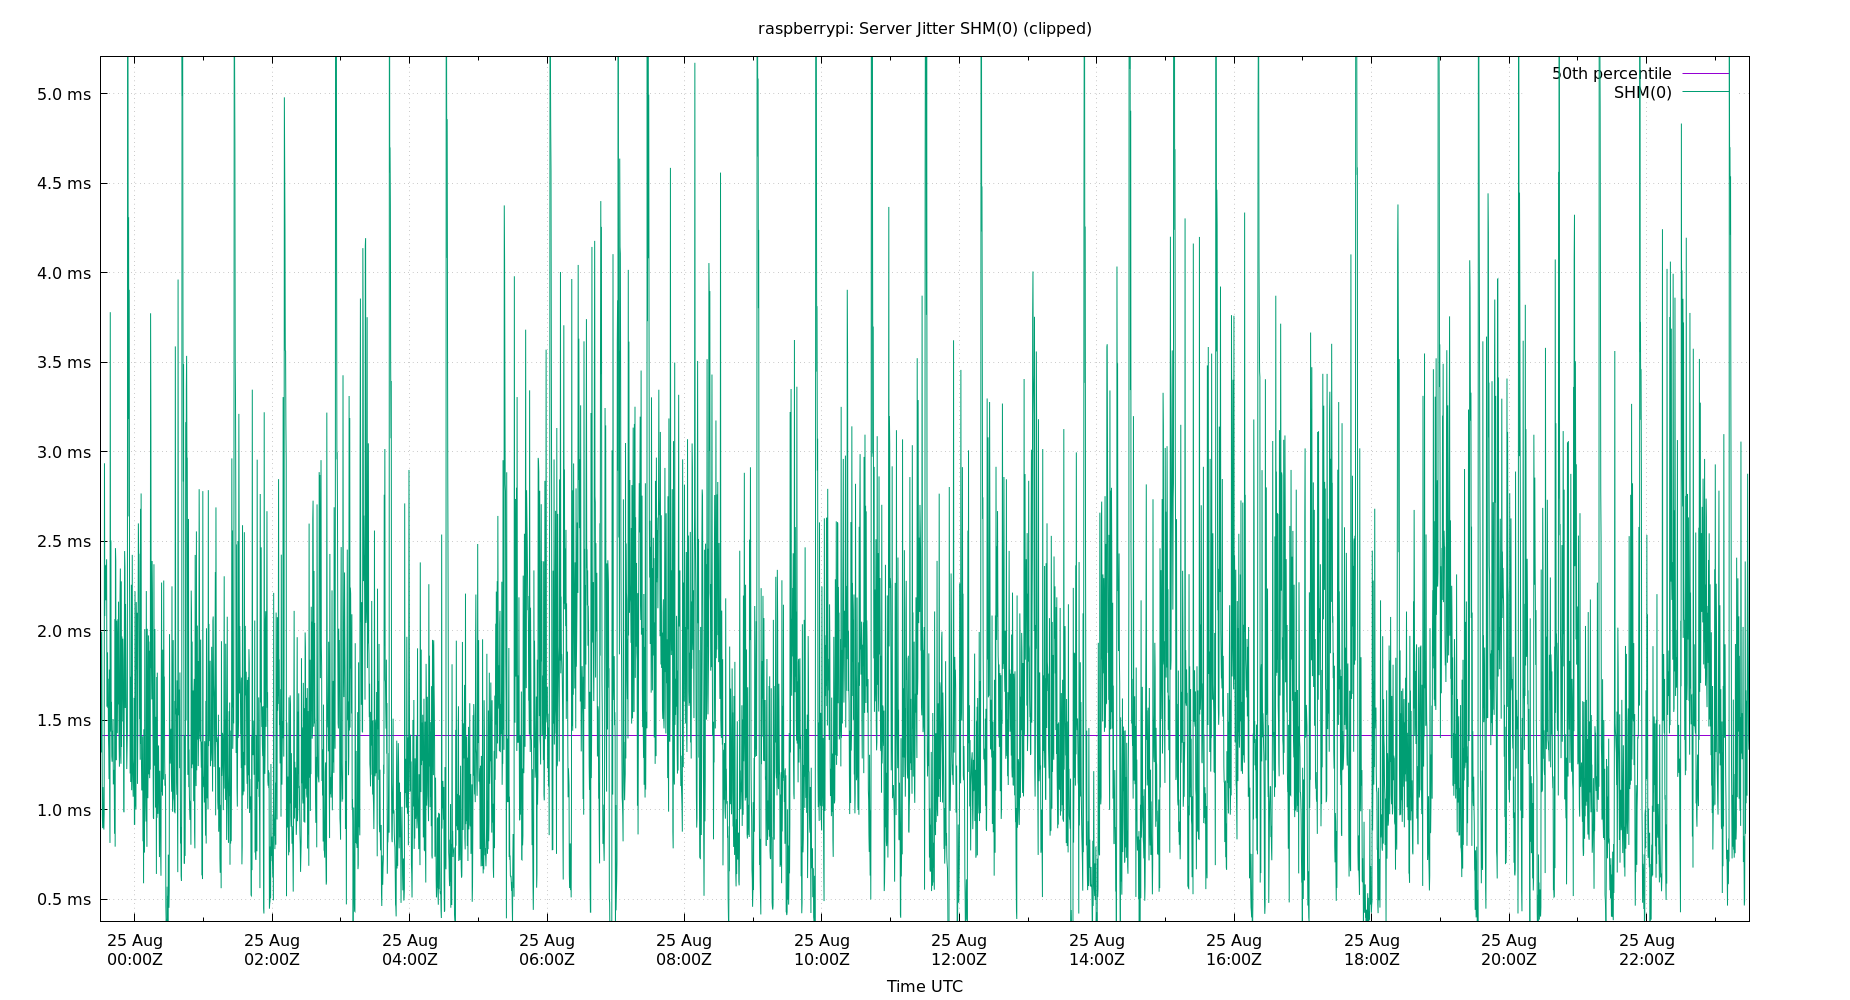 raspberrypi: Server Jitter SHM(0) (clipped)
50th percentile
SHM(0)
5.0 ms
4.5 ms
4.0 ms
3.5 ms
3.0 ms
2.5 ms
2.0 ms
1.5 ms
1.0 ms
0.5 ms
25 Aug 25 Aug 25 Aug 25 Aug 25 Aug 25 Aug 25 Aug 25 Aug 25 Aug 25 Aug 25 Aug 25 Aug
00:00Z 02:00Z 04:00Z 06:00Z 08:00Z 10:00Z 12:00Z 14:00Z 16:00Z 18:00Z 20:00Z 22:00Z
Time UTC